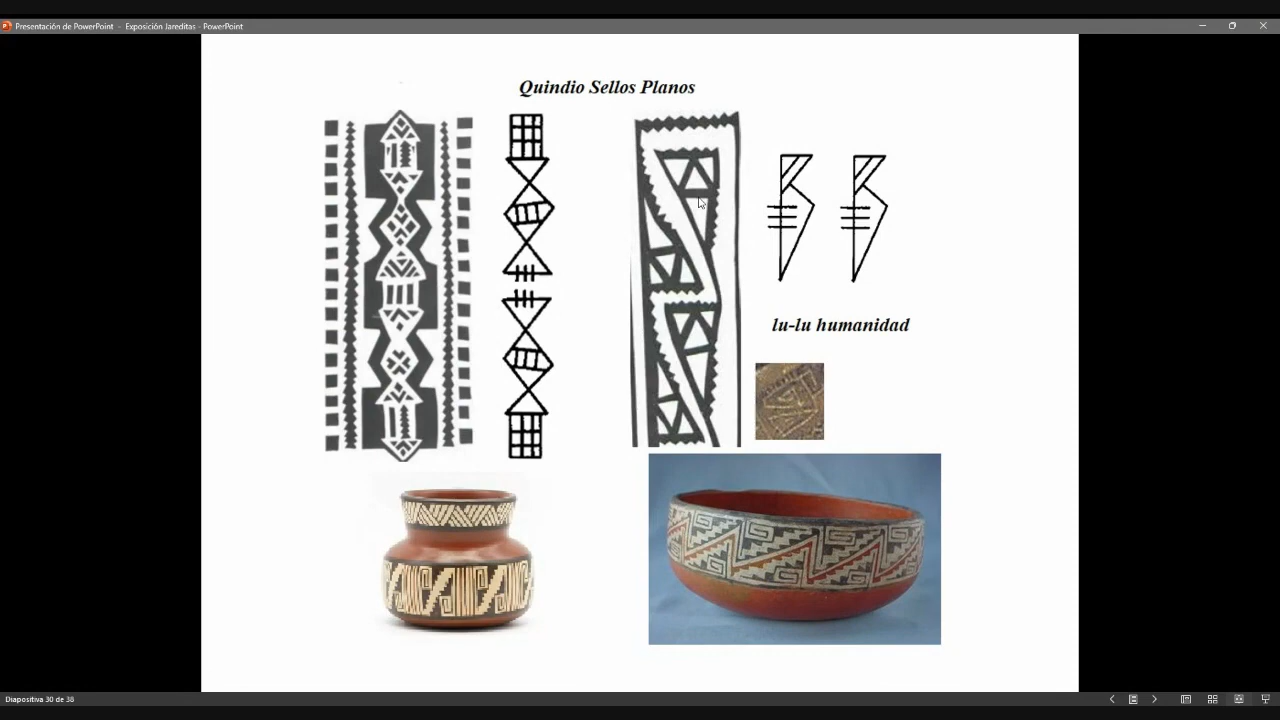 Presentación de PowerPoint - Exposición Jareditas - PowerPoint
Quindio Sellos Planos
lu-lu humanidad
Diapositiva 30 de 38